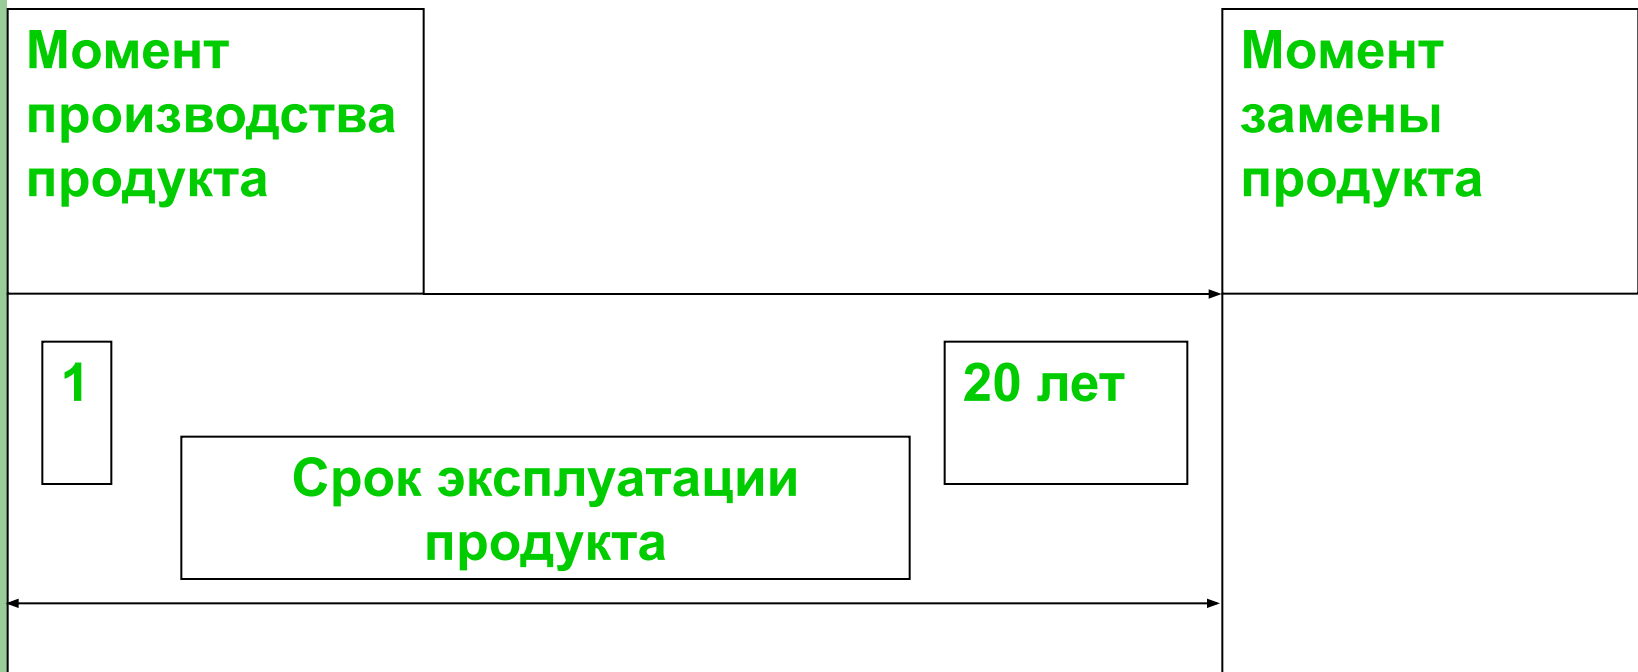 Момент
производства
продукта
Момент
замены
продукта
1
20 лет
Срок эксплуатации
продукта